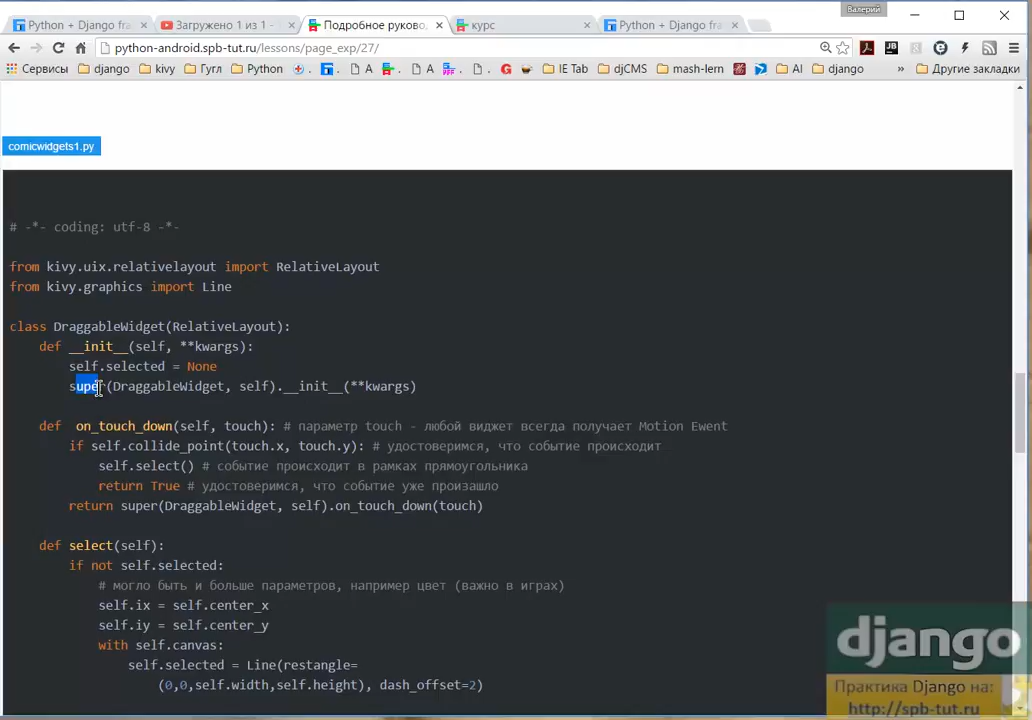 Валерий
Python + Django fra
Загружено 1 из 1 -
Подробное руково
курс
Python + Django fra
python-android.spb-tut.ru/lessons/page_exp/27/
Сервисы django kivy Гугл Python А А IE Tab djCMS mash-lern AI django » Другие закладки
comicwidgets1.py
# -*- coding: utf-8 -*-
from kivy.uix.relativelayout import RelativeLayout
from kivy.graphics import Line
class DraggableWidget(RelativeLayout):
def __init__(self, **kwargs):
self.selected = None
super(DraggableWidget, self).__init__(**kwargs)
def on_touch_down(self, touch): # параметр touch - любой виджет всегда получает Motion Ewent
if self.collide_point(touch.x, touch.y): # удостоверимся, что событие происходит
self.select() # событие происходит в рамках прямоугольника
return True # удостоверимся, что событие уже произашло
return super(DraggableWidget, self).on_touch_down(touch)
def select(self):
if not self.selected:
# могло быть и больше параметров, например цвет (важно в играх)
self.ix = self.center_x
self.iy = self.center_y
with self.canvas:
self.selected = Line(restangle=
(0,0,self.width,self.height), dash_offset=2)
django
Практика Django на:
http://spb-tut.ru